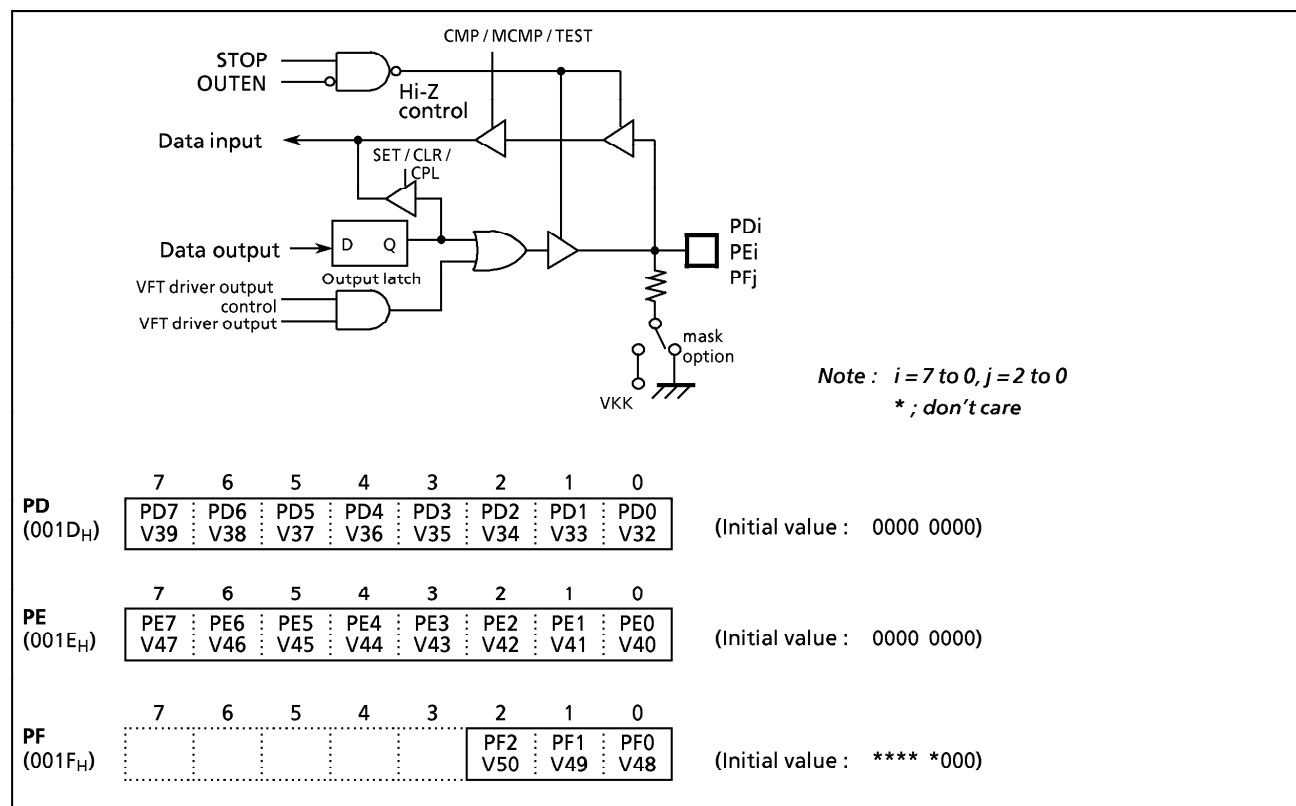 CMP / MCMP / TEST
STOP
OUTEN
Hi-Z
control
Data input
SET / CLR /
CPL
Data output
D Q
Output latch
VFT driver output
control
VFT driver output
PDi
PEi
PFj
mask
option
VKK
Note : i = 7 to 0, j = 2 to 0
* ; don't care
7 6 5 4 3 2 1 0
PD
(001DH)
PD7 PD6 PD5 PD4 PD3 PD2 PD1 PD0
V39 V38 V37 V36 V35 V34 V33 V32
(Initial value : 0000 0000)
7 6 5 4 3 2 1 0
PE
(001EH)
PE7 PE6 PE5 PE4 PE3 PE2 PE1 PE0
V47 V46 V45 V44 V43 V42 V41 V40
(Initial value : 0000 0000)
7 6 5 4 3 2 1 0
PF
(001FH)
PF2 PF1 PF0
V50 V49 V48
(Initial value : **** *000)